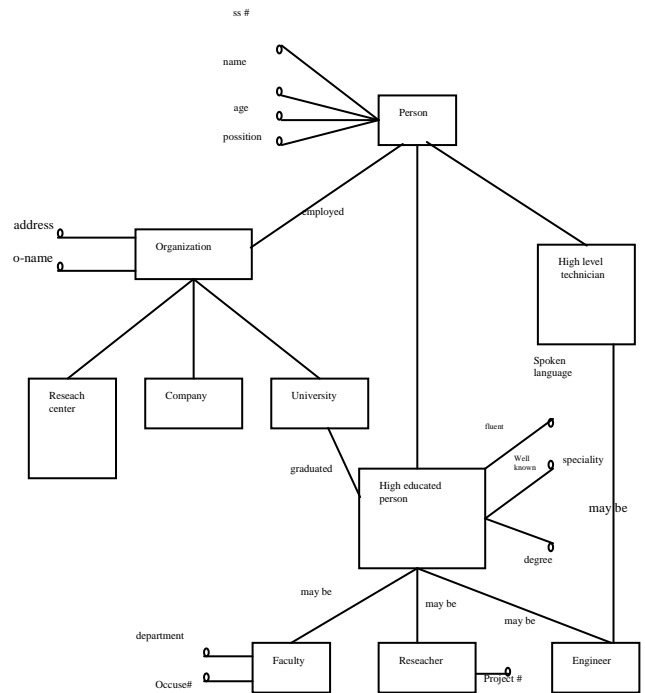 ss #
name
age
possition
Person
employed
address
o-name
Organization
High level
technician
Spoken
language
Reseach
center
Company
University
graduated
fluent
Well
known
speciality
High educated
person
may be
degree
may be
may be
may be
department
Occuse#
Faculty
Reseacher
Project #
Engineer